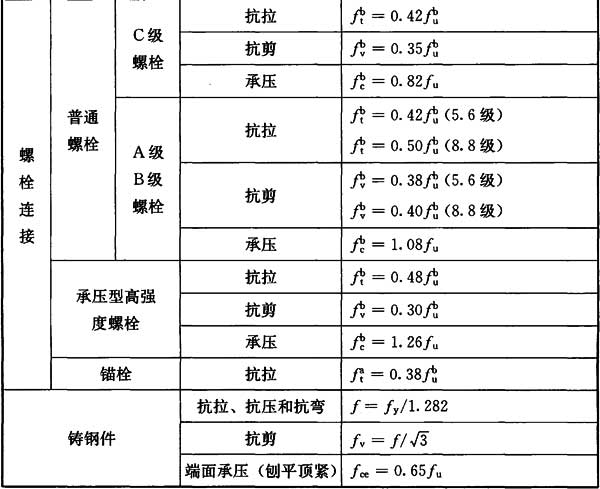 螺
栓
连
接
普通
螺栓
C 级
螺栓
抗拉 f_t^b = 0.42f_u^b
抗剪 f_v^b = 0.35f_u^b
承压 f_c^b = 0.82f_u
A 级
B 级
螺栓
抗拉
f_t^b = 0.42f_u^b (5.6 级)
f_t^b = 0.50f_u^b (8.8 级)
抗剪
f_v^b = 0.38f_u^b (5.6 级)
f_v^b = 0.40f_u^b (8.8 级)
承压 f_c^b = 1.08f_u
承压型高强
度螺栓
抗拉 f_t^b = 0.48f_u^b
抗剪 f_v^b = 0.30f_u^b
承压 f_c^b = 1.26f_u
锚栓 抗拉 f_t^a = 0.38f_u^b
铸钢件
抗拉、抗压和抗弯 f = f_y/1.282
抗剪 f_v = f/√3
端面承压（刨平顶紧） f_ce = 0.65f_u